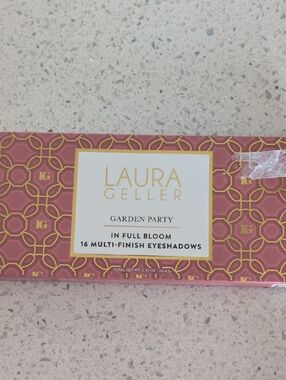 LAURA
GELLER
GARDEN PARTY
IN FULL BLOOM
16 MULTI-FINISH EYESHADOWS